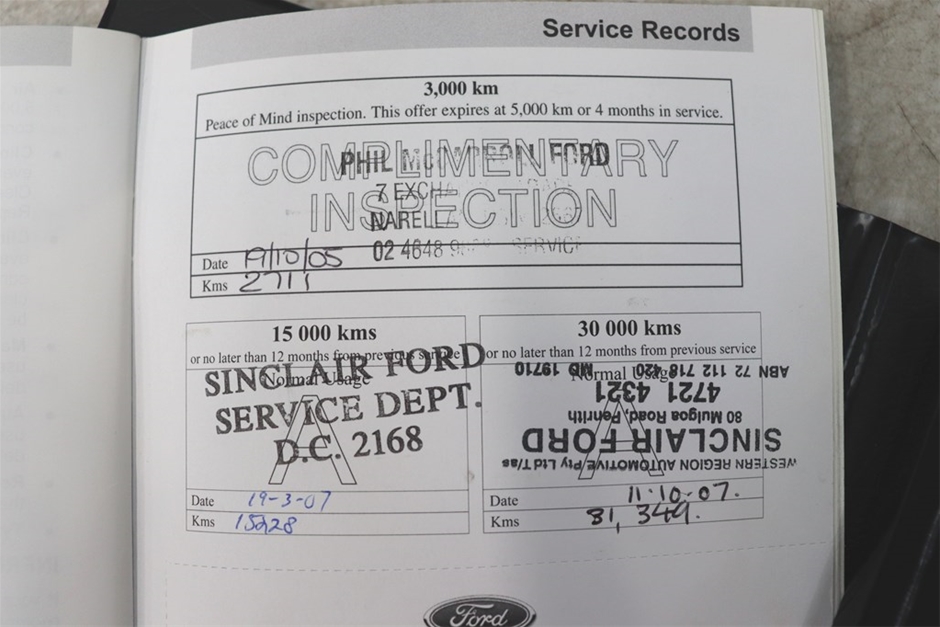 Service Records
3,000 km
Peace of Mind inspection. This offer expires at 5,000 km or 4 months in service.
COMPLIMENTARY
INSPECTION
PHIL FORD
7
02 4648 SERVICE
Date 19/10/05
Kms 2711
15 000 kms
or no later than 12 months from previous service
Normal Usage
A
SINCLAIR FORD
SERVICE DEPT.
D.C. 2168
Date 19-3-07
Kms 15228
30 000 kms
or no later than 12 months from previous service
Normal Usage
A
WESTERN REGION AUTOMOTIVE Pty Ltd T/as
SINCLAIR FORD
80 Mulgoa Road, Penrith
4721 4321
ABN 72 112 718 420 MD 19710
Date 11.10.07.
Kms 31,349.
Ford